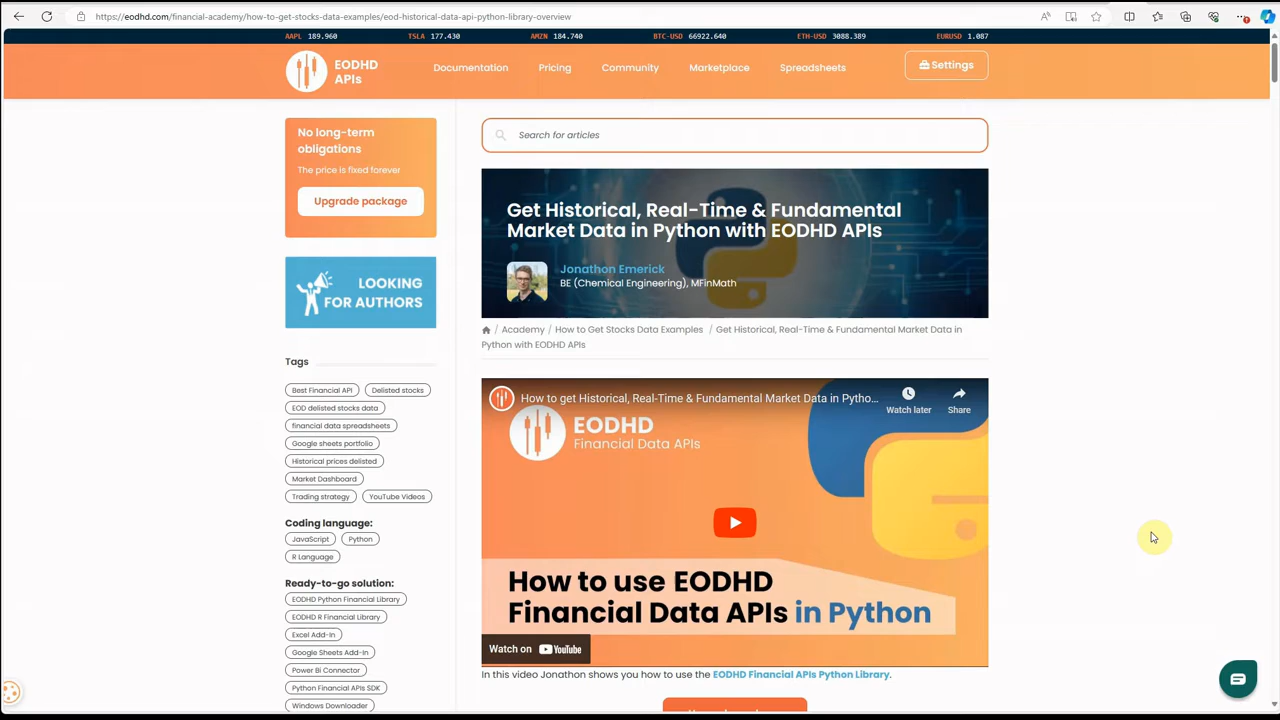 https://eodhd.com/financial-academy/how-to-get-stocks-data-examples/eod-historical-data-api-python-library-overview
AAPL 189.960 TSLA 177.430 AMZN 184.740 BTC-USD 66922.640 ETH-USD 3088.389 EURUSD 1.087
EODHD
APIs
Documentation Pricing Community Marketplace Spreadsheets Settings
No long-term
obligations
The price is fixed forever
Upgrade package
LOOKING
FOR AUTHORS
Tags
Best Financial API Delisted stocks
EOD delisted stocks data
financial data spreadsheets
Google sheets portfolio
Historical prices delisted
Market Dashboard
Trading strategy YouTube Videos
Coding language:
JavaScript Python
R Language
Ready-to-go solution:
EODHD Python Financial Library
EODHD R Financial Library
Excel Add-In
Google Sheets Add-in
Power Bi Connector
Python Financial APIs SDK
Windows Downloader
Search for articles
Get Historical, Real-Time & Fundamental
Market Data in Python with EODHD APIs
Jonathon Emerick
BE (Chemical Engineering), MFinMath
/ Academy / How to Get Stocks Data Examples / Get Historical, Real-Time & Fundamental Market Data in
Python with EODHD APIs
How to get Historical, Real-Time & Fundamental Market Data in Pytho...
Watch later Share
EODHD
Financial Data APIs
How to use EODHD
Financial Data APIs in Python
Watch on YouTube
In this video Jonathon shows you how to use the EODHD Financial APIs Python Library.